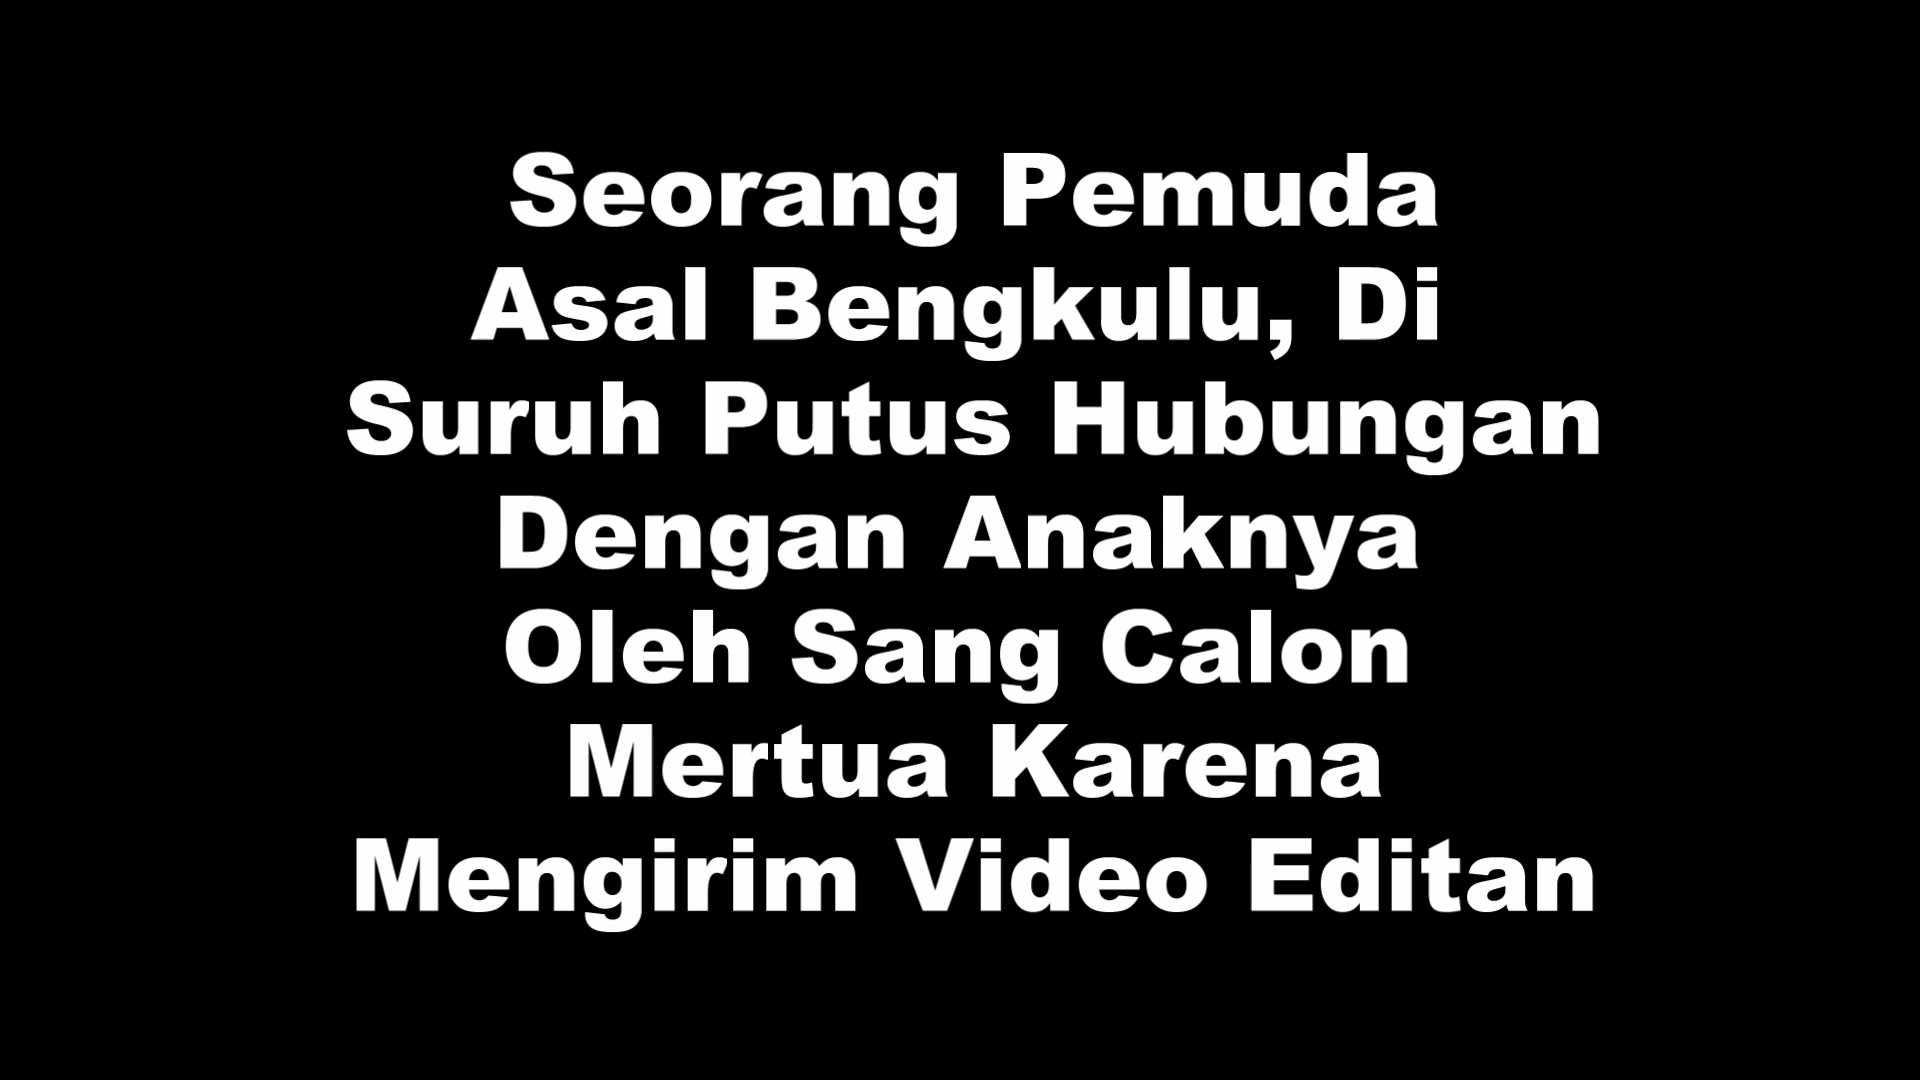 Seorang Pemuda
Asal Bengkulu, Di
Suruh Putus Hubungan
Dengan Anaknya
Oleh Sang Calon
Mertua Karena
Mengirim Video Editan